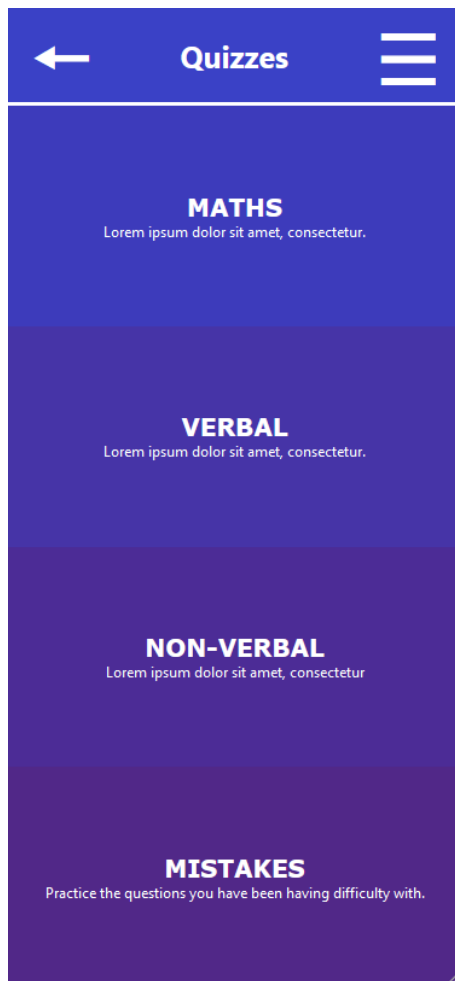 Quizzes
MATHS
Lorem ipsum dolor sit amet, consectetur.
VERBAL
Lorem ipsum dolor sit amet, consectetur.
NON-VERBAL
Lorem ipsum dolor sit amet, consectetur
MISTAKES
Practice the questions you have been having difficulty with.